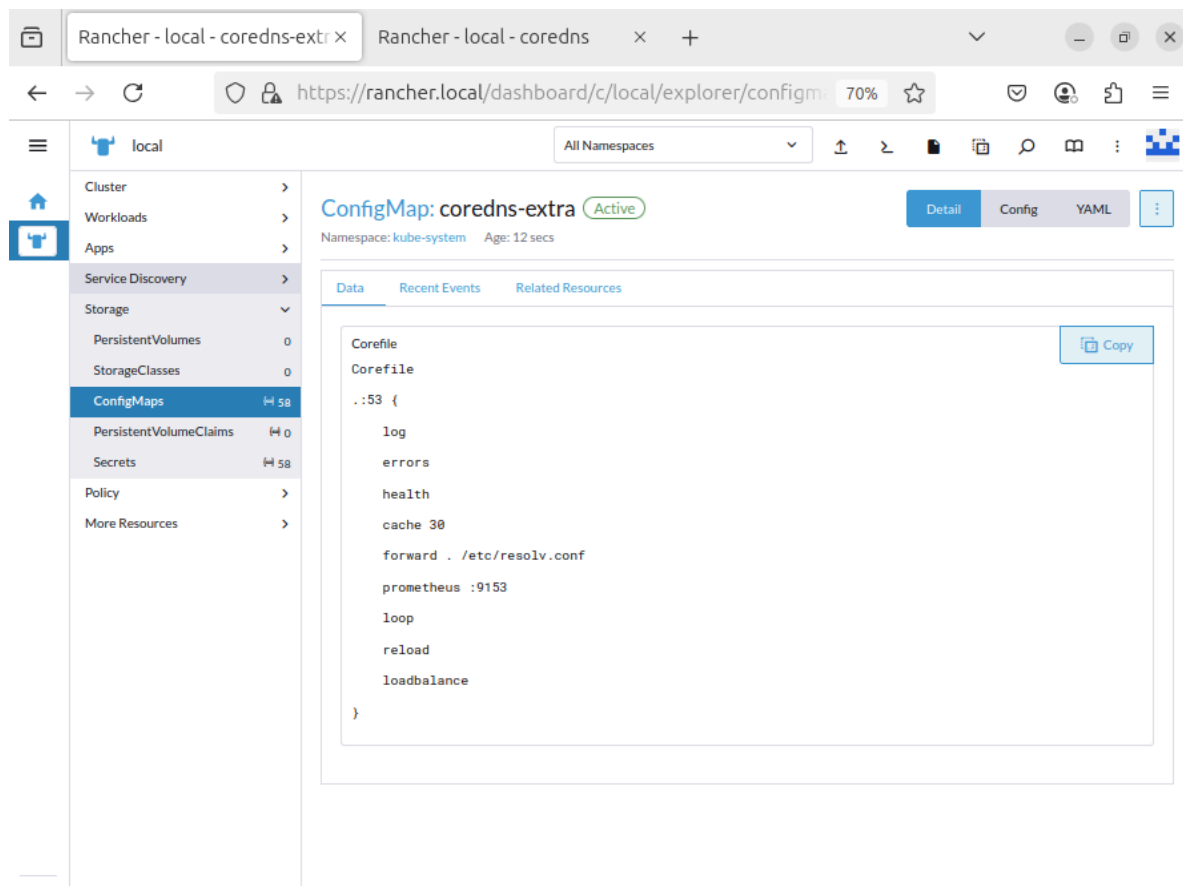 Rancher - local - coredns-extr
Rancher - local - coredns
https://rancher.local/dashboard/c/local/explorer/configm
70%
local
All Namespaces
Cluster
Workloads
Apps
Service Discovery
Storage
PersistentVolumes 0
StorageClasses 0
ConfigMaps 58
PersistentVolumeClaims 0
Secrets 58
Policy
More Resources
ConfigMap: coredns-extra Active
Namespace: kube-system Age: 12 secs
Detail
Config
YAML
Data
Recent Events
Related Resources
Corefile
Copy
Corefile
.:53 {
    log
    errors
    health
    cache 30
    forward . /etc/resolv.conf
    prometheus :9153
    loop
    reload
    loadbalance
}